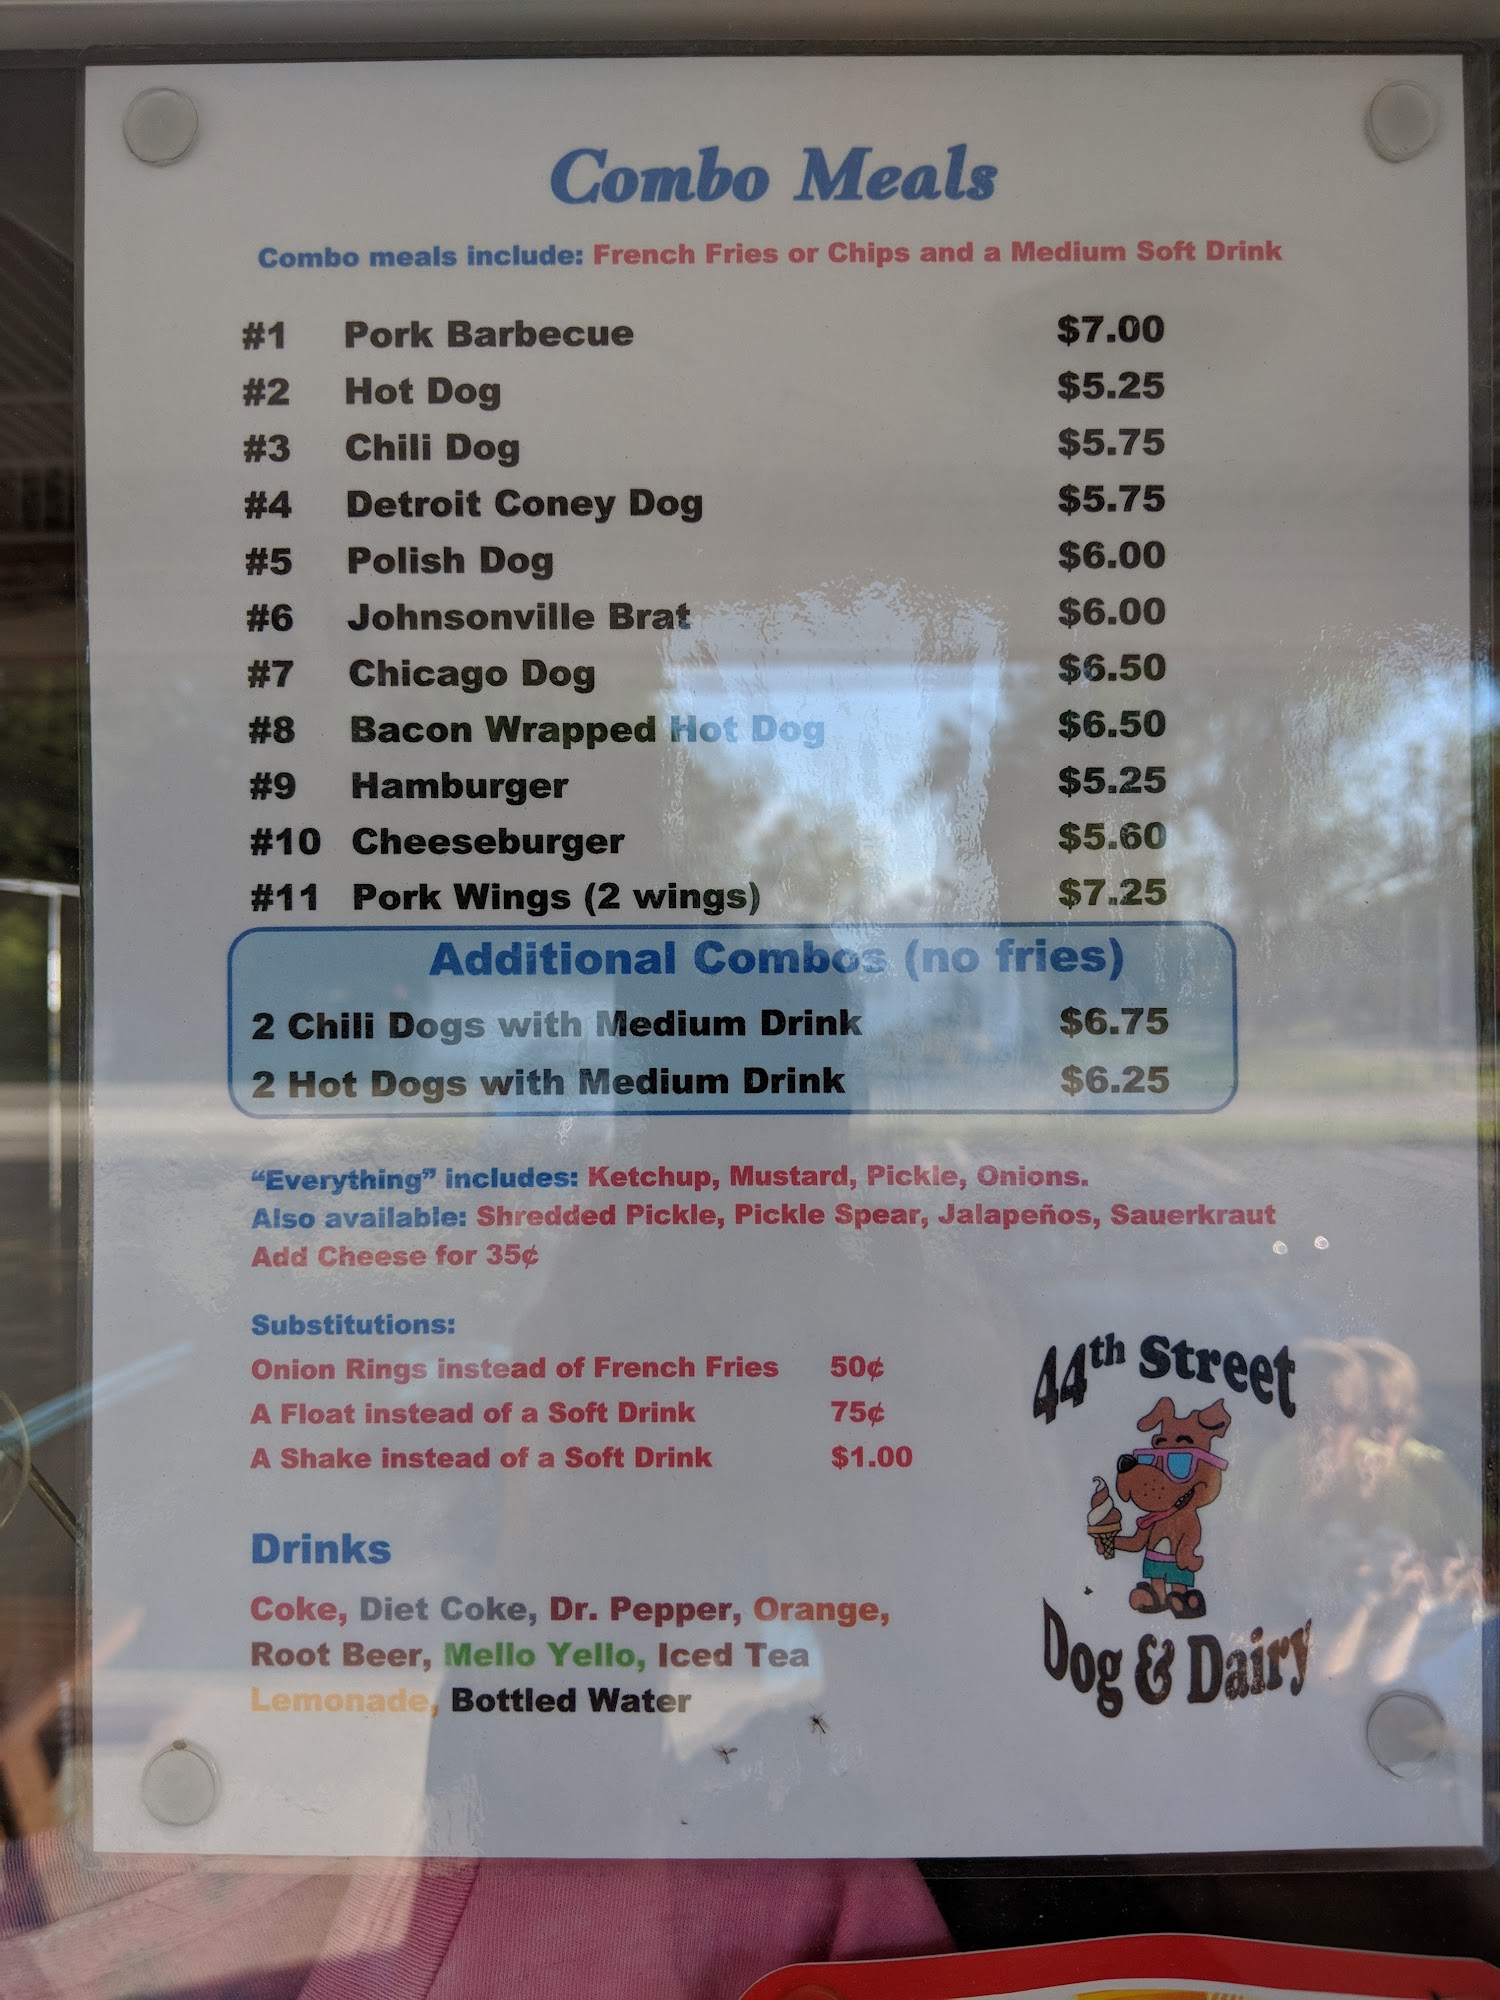 Combo Meals
Combo meals include: French Fries or Chips and a Medium Soft Drink
#1 Pork Barbecue $7.00
#2 Hot Dog $5.25
#3 Chili Dog $5.75
#4 Detroit Coney Dog $5.75
#5 Polish Dog $6.00
#6 Johnsonville Brat $6.00
#7 Chicago Dog $6.50
#8 Bacon Wrapped Hot Dog $6.50
#9 Hamburger $5.25
#10 Cheeseburger $5.60
#11 Pork Wings (2 wings) $7.25
Additional Combos (no fries)
2 Chili Dogs with Medium Drink $6.75
2 Hot Dogs with Medium Drink $6.25
“Everything” includes: Ketchup, Mustard, Pickle, Onions.
Also available: Shredded Pickle, Pickle Spear, Jalapeños, Sauerkraut
Add Cheese for 35¢
Substitutions:
Onion Rings instead of French Fries 50¢
A Float instead of a Soft Drink 75¢
A Shake instead of a Soft Drink $1.00
Drinks
Coke, Diet Coke, Dr. Pepper, Orange,
Root Beer, Mello Yello, Iced Tea
Lemonade, Bottled Water
44th Street
Dog & Dairy